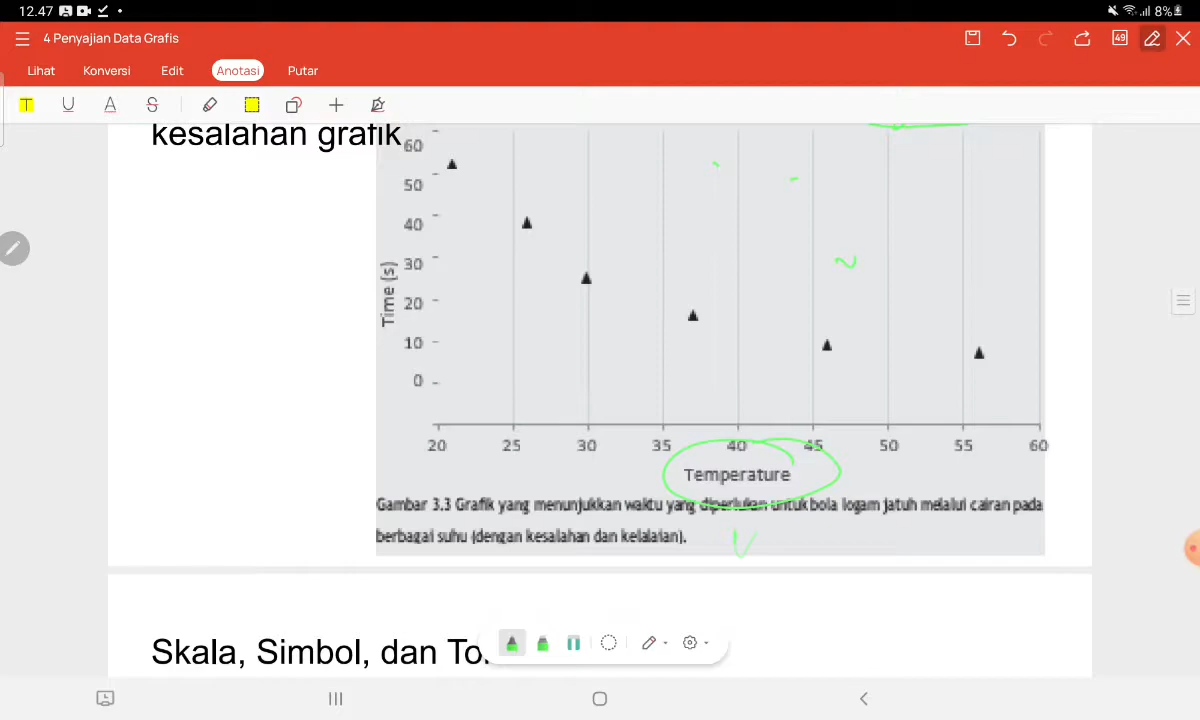 12.47 8%
4 Penyajian Data Grafis 49
Lihat Konversi Edit Anotasi Putar
T U A S
kesalahan grafik
60
50
40
30
20
10
0
Time (s)
20 25 30 35 40 45 50 55 60
Temperature
Gambar 3.3 Grafik yang menunjukkan waktu yang diperlukan untuk bola logam jatuh melalui cairan pada
berbagai suhu (dengan kesalahan dan kelalaian).
Skala, Simbol, dan